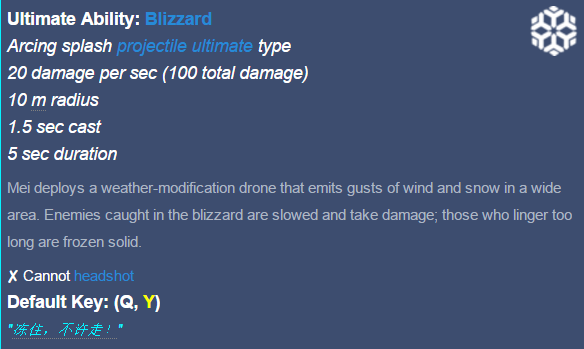 Ultimate Ability: Blizzard
Arcing splash projectile ultimate type
20 damage per sec (100 total damage)
10 m radius
1.5 sec cast
5 sec duration
Mei deploys a weather-modification drone that emits gusts of wind and snow in a wide
area. Enemies caught in the blizzard are slowed and take damage; those who linger too
long are frozen solid.
✗ Cannot headshot
Default Key: (Q, Y)
"冻住，不许走！"